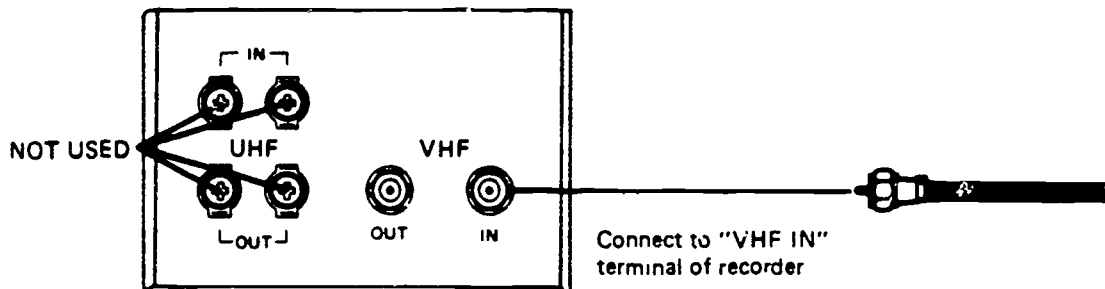 IN
NOT USED
UHF
VHF
OUT
OUT
IN
Connect to "VHF IN"
terminal of recorder